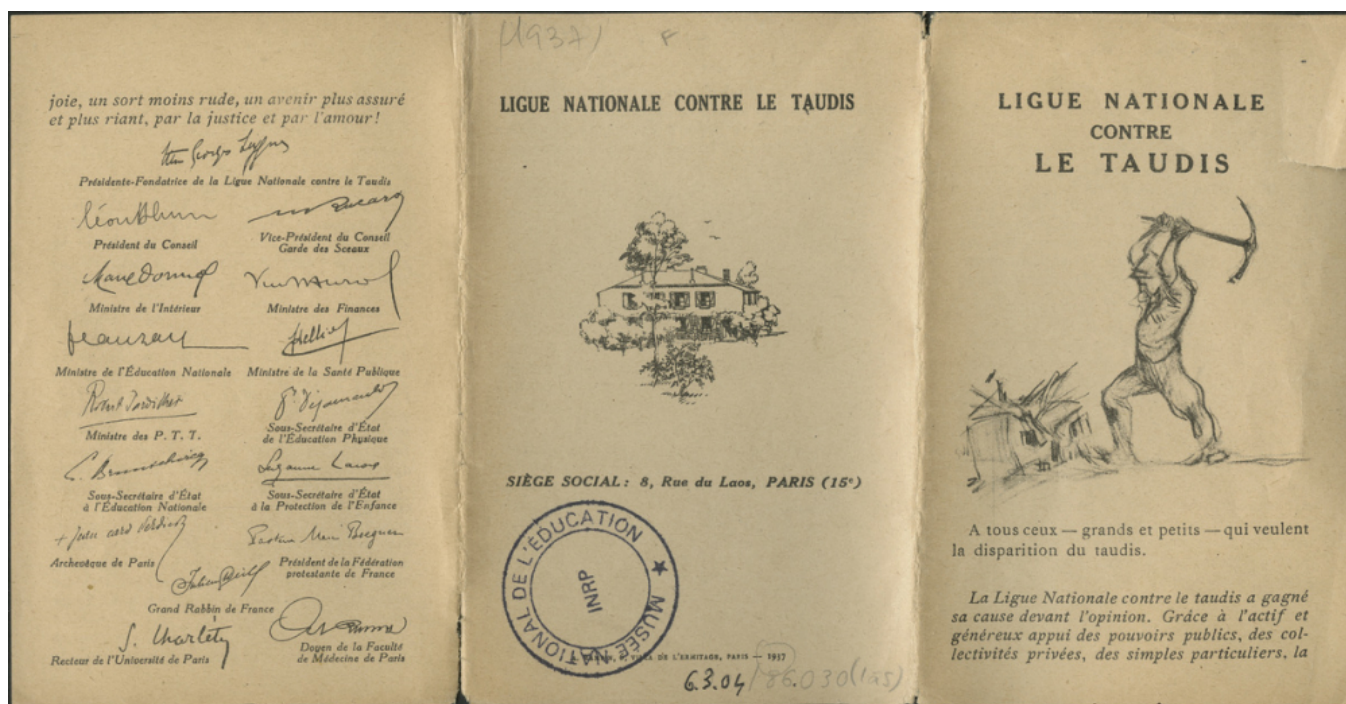 joie, un sort moins rude, un avenir plus assuré
et plus riant, par la justice et par l'amour!
Présidente-Fondatrice de la Ligue Nationale contre le Taudis
Léon Blum
Président du Conseil
Vice-Président du Conseil
Garde des Sceaux
Ministre de l'Intérieur
Ministre des Finances
Ministre de l'Éducation Nationale
Ministre de la Santé Publique
Ministre des P. T. T.
Sous-Secrétaire d'État
de l'Éducation Physique
Sous-Secrétaire d'État
à l'Éducation Nationale
Sous-Secrétaire d'État
à la Protection de l'Enfance
Archevêque de Paris
Président de la Fédération
protestante de France
Grand Rabbin de France
S. Charléty
Recteur de l'Université de Paris
Doyen de la Faculté
de Médecine de Paris
(1937)
LIGUE NATIONALE CONTRE LE TAUDIS
SIÈGE SOCIAL: 8, Rue du Laos, PARIS (15e)
MUSÉE NATIONAL DE L'ÉDUCATION
INRP
VILLA DE L'ERMITAGE, PARIS — 1937
6.3.04/86.030
LIGUE NATIONALE
CONTRE
LE TAUDIS
A tous ceux — grands et petits — qui veulent
la disparition du taudis.
La Ligue Nationale contre le taudis a gagné
sa cause devant l'opinion. Grâce à l'actif et
généreux appui des pouvoirs publics, des col-
lectivités privées, des simples particuliers, la